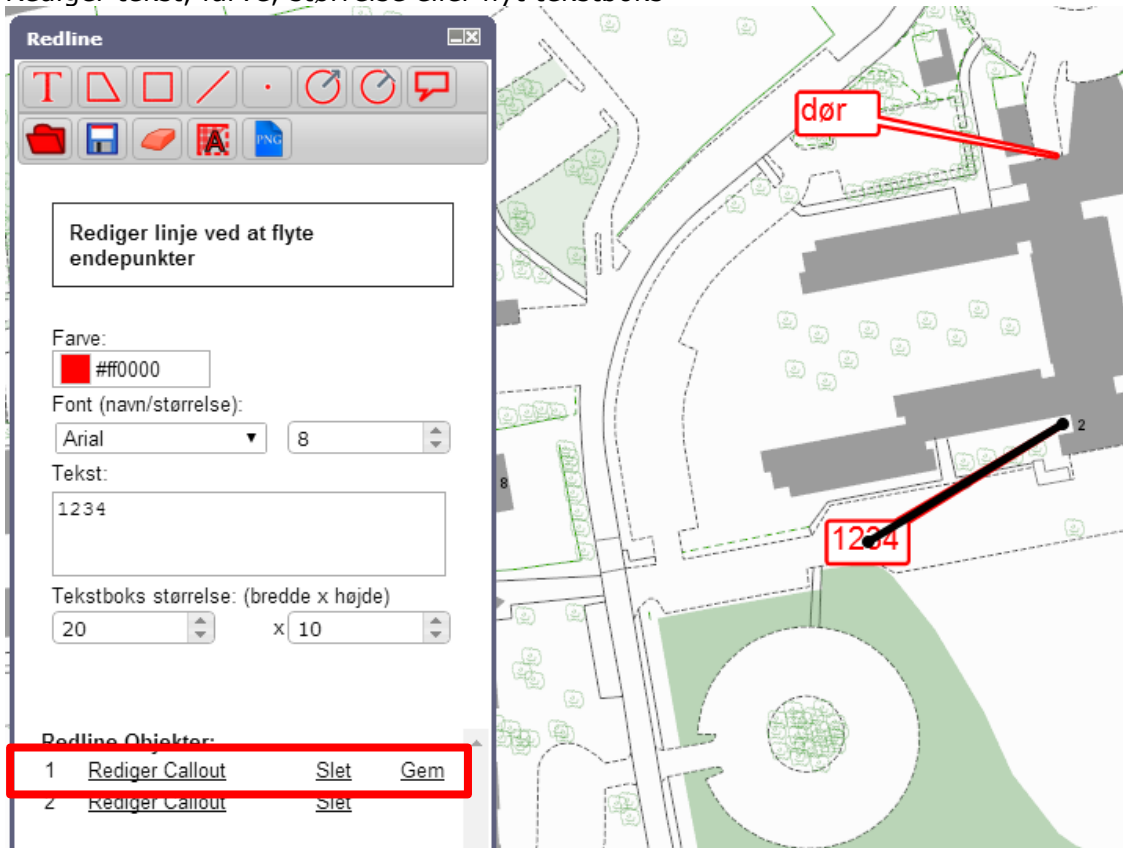 Rediger tekst, farve, størrelse eller flyt tekstboks
Redline
T
A
PNG
Rediger linje ved at flyte
endepunkter
Farve:
#ff0000
Font (navn/størrelse):
Arial 8
Tekst:
1234
Tekstboks størrelse: (bredde x højde)
20 x 10
Redline Objekter:
1 Rediger Callout Slet Gem
2 Rediger Callout Slet
dør
2
8
1234